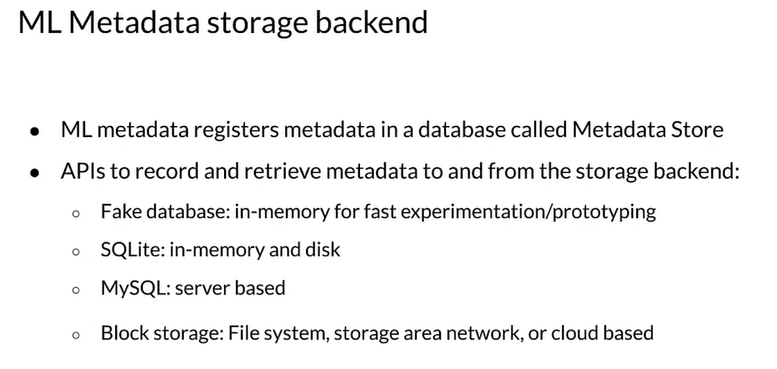 ML Metadata storage backend
● ML metadata registers metadata in a database called Metadata Store
● APIs to record and retrieve metadata to and from the storage backend:
○ Fake database: in-memory for fast experimentation/prototyping
○ SQLite: in-memory and disk
○ MySQL: server based
○ Block storage: File system, storage area network, or cloud based